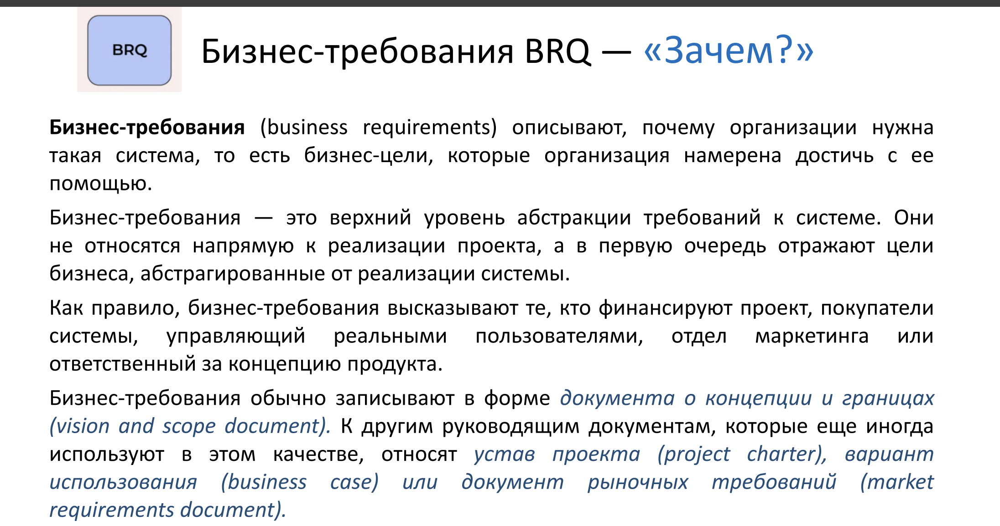 BRQ
Бизнес-требования BRQ — «Зачем?»
Бизнес-требования (business requirements) описывают, почему организации нужна
такая система, то есть бизнес-цели, которые организация намерена достичь с ее
помощью.
Бизнес-требования — это верхний уровень абстракции требований к системе. Они
не относятся напрямую к реализации проекта, а в первую очередь отражают цели
бизнеса, абстрагированные от реализации системы.
Как правило, бизнес-требования высказывают те, кто финансируют проект, покупатели
системы, управляющий реальными пользователями, отдел маркетинга или
ответственный за концепцию продукта.
Бизнес-требования обычно записывают в форме документа о концепции и границах
(vision and scope document). К другим руководящим документам, которые еще иногда
используют в этом качестве, относят устав проекта (project charter), вариант
использования (business case) или документ рыночных требований (market
requirements document).